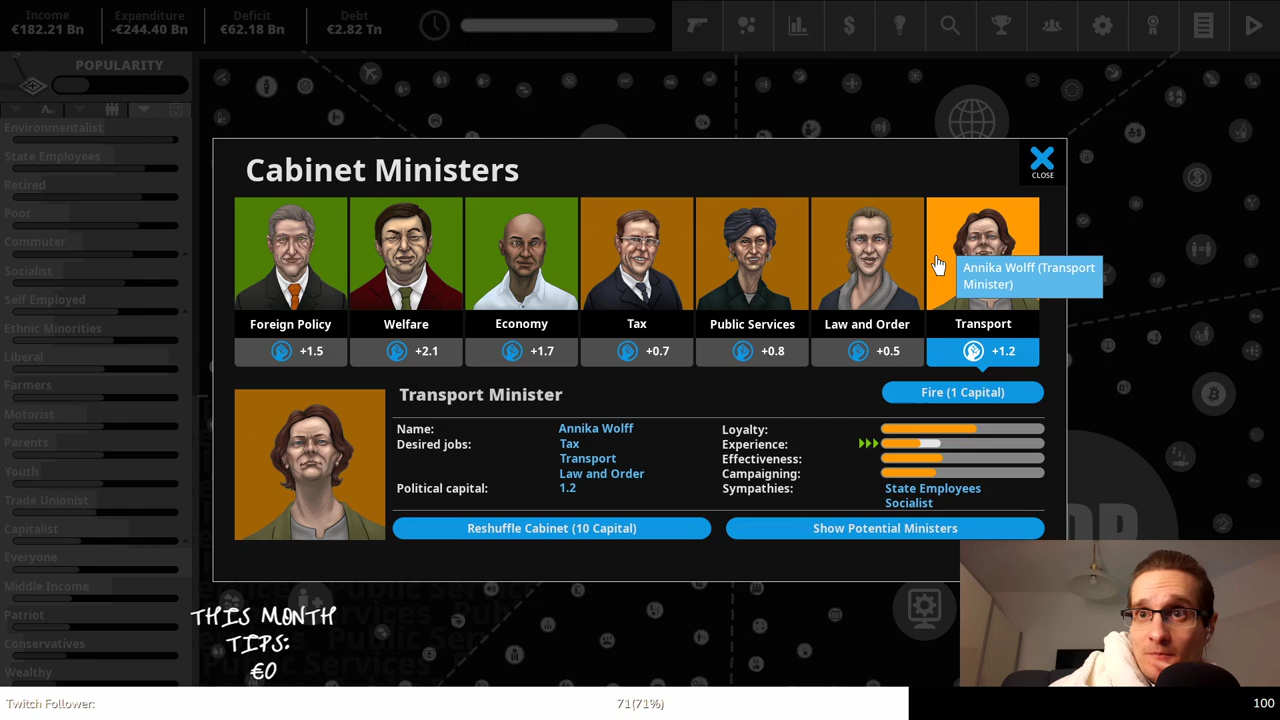 Income
€182.21 Bn
Expenditure
-€244.40 Bn
Deficit
€62.18 Bn
Debt
€2.82 Tn
POPULARITY
Environmentalist
State Employees
Retired
Poor
Commuter
Socialist
Self Employed
Ethnic Minorities
Liberal
Farmers
Motorist
Parents
Youth
Trade Unionist
Capitalist
Everyone
Middle Income
Patriot
Conservatives
Wealthy
Cabinet Ministers
CLOSE
Annika Wolff (Transport
Minister)
Foreign Policy
Welfare
Economy
Tax
Public Services
Law and Order
Transport
+1.5
+2.1
+1.7
+0.7
+0.8
+0.5
+1.2
Transport Minister
Fire (1 Capital)
Name:
Annika Wolff
Desired jobs:
Tax
Transport
Law and Order
Political capital:
1.2
Loyalty:
Experience:
Effectiveness:
Campaigning:
Sympathies:
State Employees
Socialist
Reshuffle Cabinet (10 Capital)
Show Potential Ministers
THIS MONTH
TIPS:
€0
Twitch Follower:
71(71%)
100